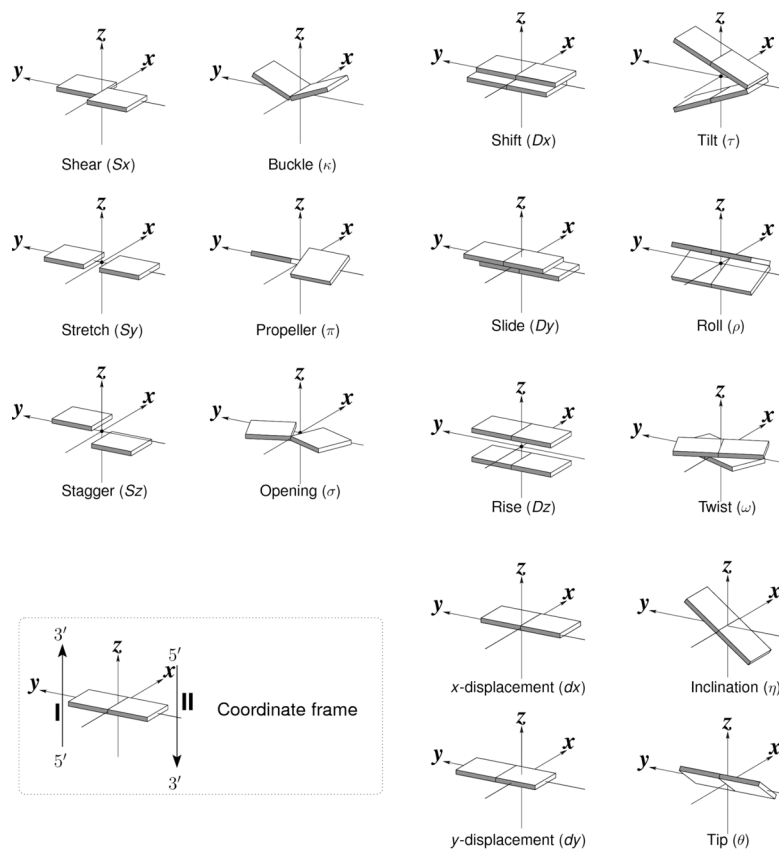 z
x
y
Shear (Sx)
z
x
y
Buckle (κ)
z
x
y
Shift (Dx)
z
x
y
Tilt (τ)
z
x
y
Stretch (Sy)
z
x
y
Propeller (π)
z
x
y
Slide (Dy)
z
x
y
Roll (ρ)
z
x
y
Stagger (Sz)
z
x
y
Opening (σ)
z
x
y
Rise (Dz)
z
x
y
Twist (ω)
z
x
y
x-displacement (dx)
z
x
y
Inclination (η)
3′
z
5′
x
y
I
II
5′
3′
Coordinate frame
z
x
y
y-displacement (dy)
z
x
y
Tip (θ)